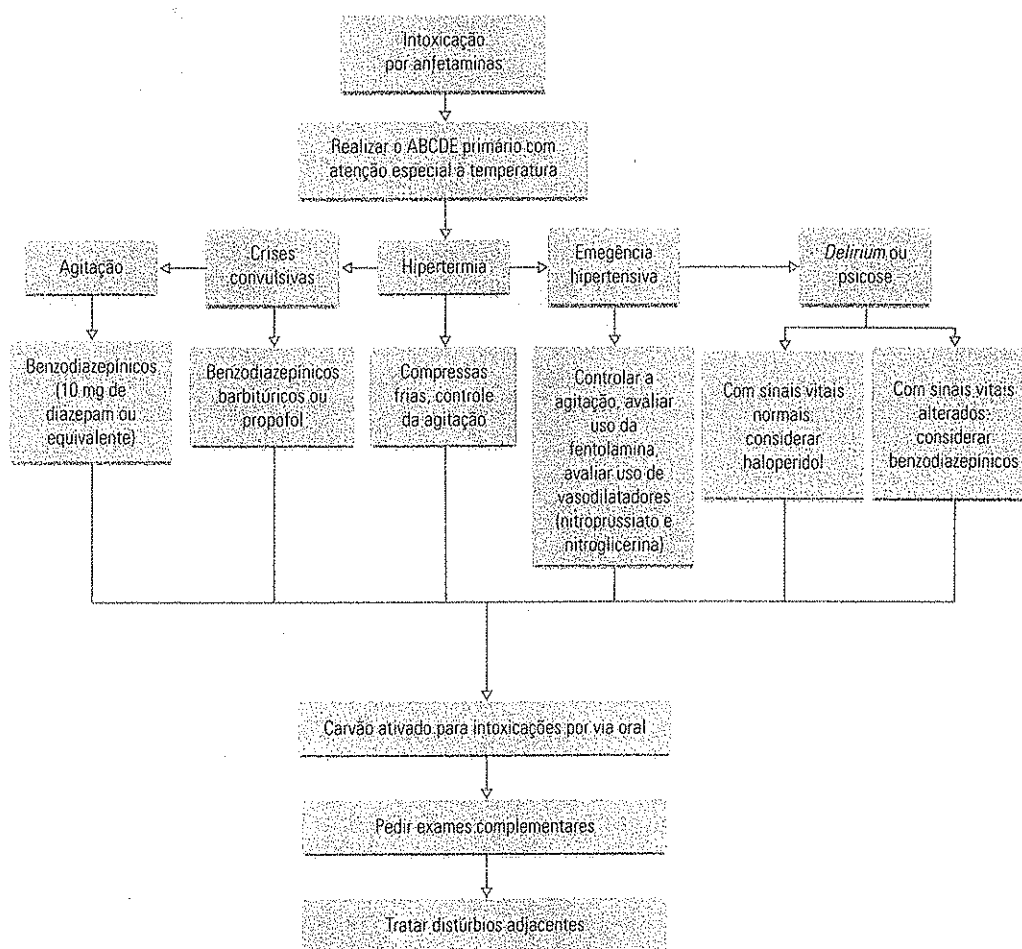 Intoxicação
por anfetaminas
Realizar o ABCDE primário com
atenção especial à temperatura
Agitação
Crises
convulsivas
Hipertermia
Emegência
hipertensiva
Delirium ou
psicose
Benzodiazepínicos
(10 mg de
diazepam ou
equivalente)
Benzodiazepínicos
barbitúricos ou
propofol
Compressas
frias, controle
da agitação
Controlar a
agitação, avaliar
uso da
fentolamina,
avaliar uso de
vasodilatadores
(nitroprussiato e
nitroglicerina)
Com sinais vitais
normais:
considerar
haloperidol
Com sinais vitais
alterados:
considerar
benzodiazepínicos
Carvão ativado para intoxicações por via oral
Pedir exames complementares
Tratar distúrbios adjacentes